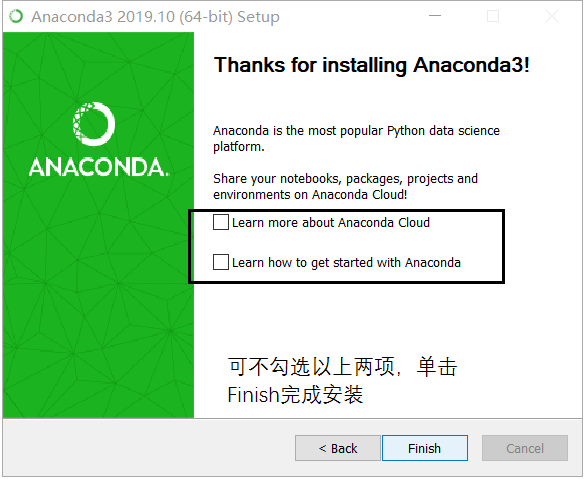 Anaconda3 2019.10 (64-bit) Setup
Thanks for installing Anaconda3!
ANACONDA.
Anaconda is the most popular Python data science
platform.
Share your notebooks, packages, projects and
environments on Anaconda Cloud!
Learn more about Anaconda Cloud
Learn how to get started with Anaconda
可不勾选以上两项，单击
Finish完成安装
< Back
Finish
Cancel